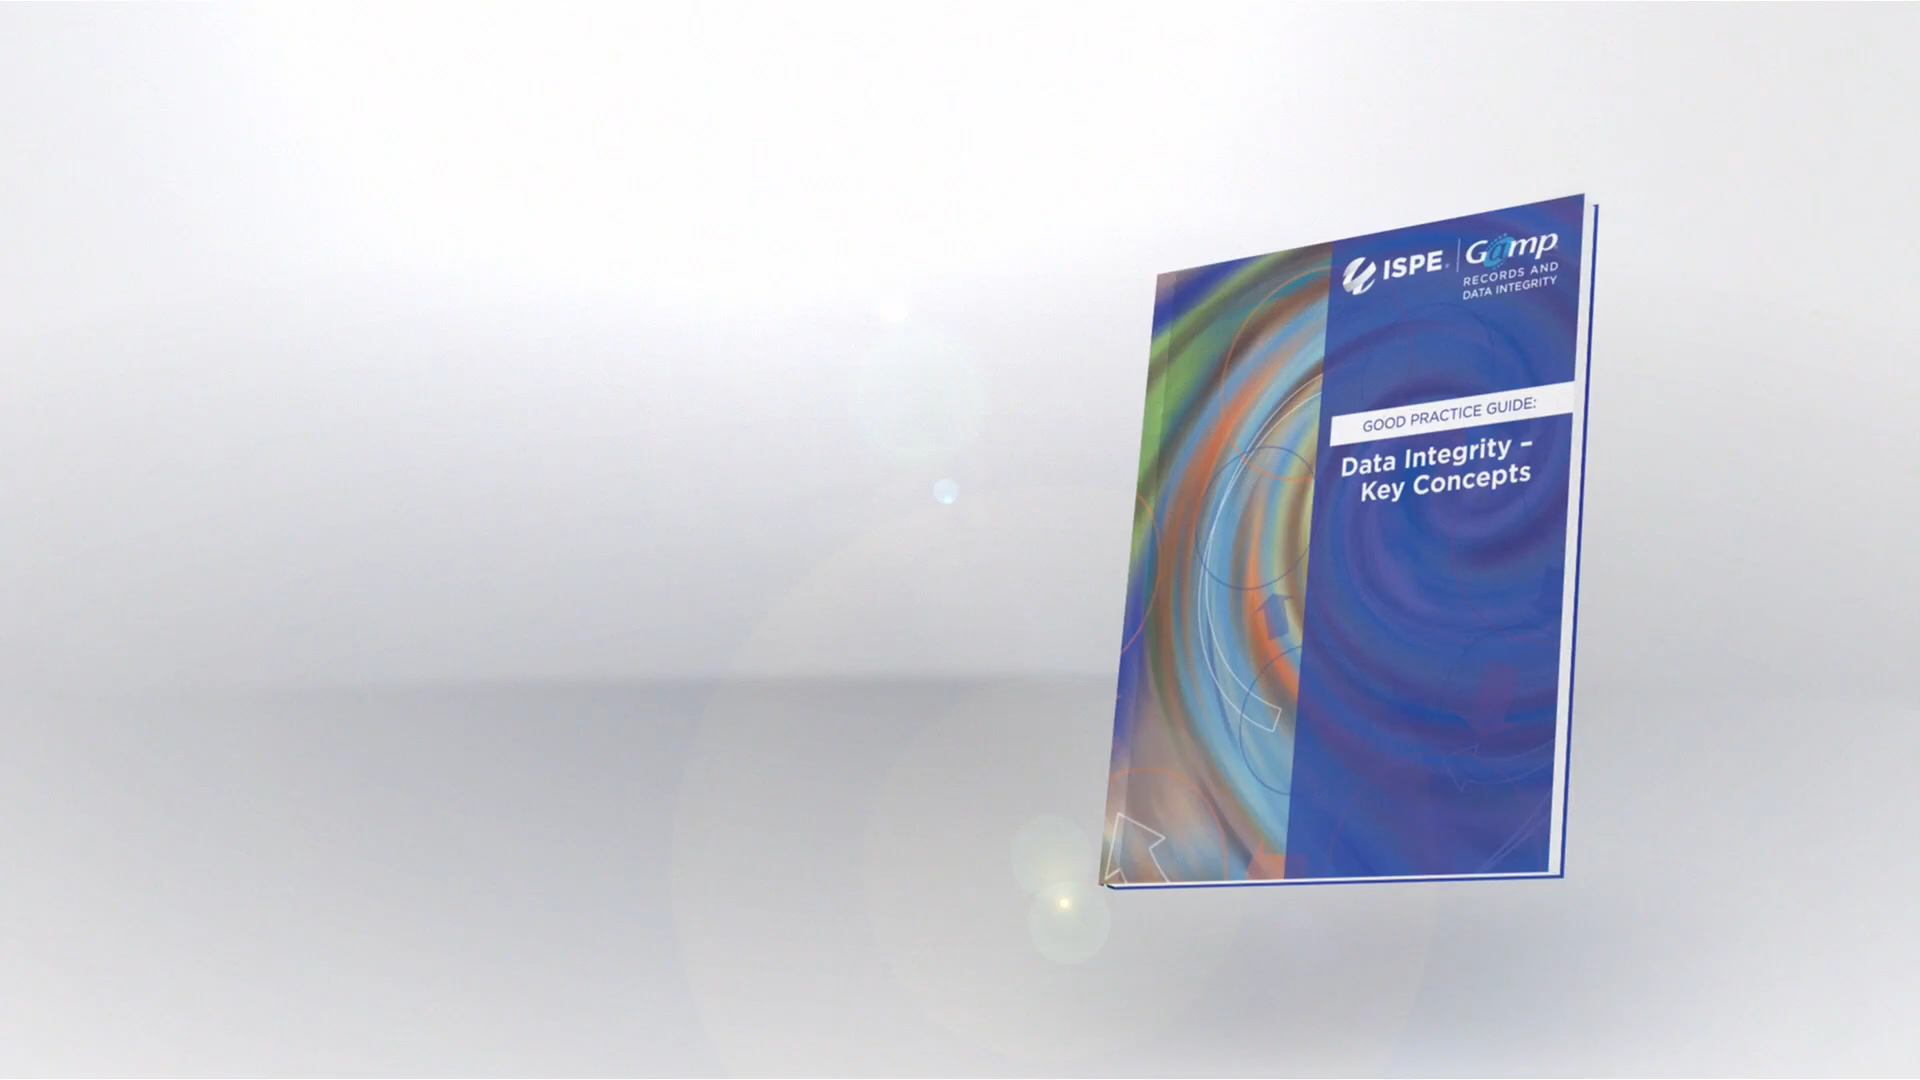 ISPE®
Gamp®
RECORDS AND
DATA INTEGRITY
GOOD PRACTICE GUIDE:
Data Integrity –
Key Concepts